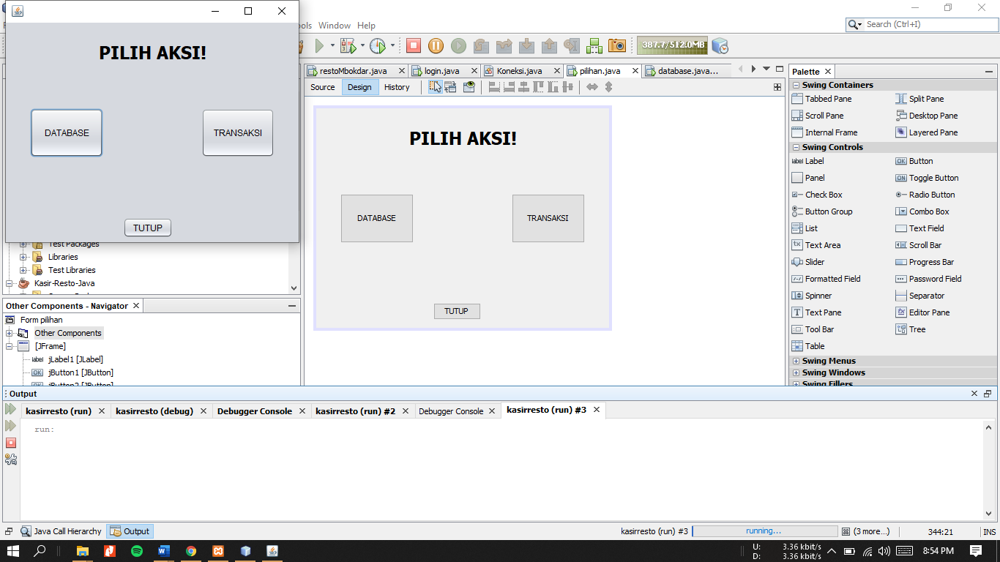 PILIH AKSI!
DATABASE
TRANSAKSI
TUTUP
ols Window Help
Search (Ctrl+I)
387.7/512.0MB
restoMbokdar.java
login.java
Koneksi.java
pilihan.java
database.java...
Source
Design
History
PILIH AKSI!
DATABASE
TRANSAKSI
TUTUP
Palette
Swing Containers
Tabbed Pane
Split Pane
Scroll Pane
Desktop Pane
Internal Frame
Layered Pane
Swing Controls
label Label
OK Button
Panel
ON Toggle Button
Check Box
Radio Button
Button Group
Combo Box
List
Text Field
Text Area
Scroll Bar
Slider
Progress Bar
Formatted Field
Password Field
Spinner
Separator
Text Pane
Editor Pane
Tool Bar
Tree
Table
Swing Menus
Swing Windows
Swing Fillers
Test Packages
Libraries
Test Libraries
Kasir-Resto-Java
Other Components - Navigator
Form pilihan
Other Components
[JFrame]
label jLabel1 [JLabel]
OK jButton1 [JButton]
OK jButton2 [JButton]
Output
kasirresto (run)
kasirresto (debug)
Debugger Console
kasirresto (run) #2
Debugger Console
kasirresto (run) #3
run:
Java Call Hierarchy
Output
kasirresto (run) #3
running...
(3 more...)
344:21
INS
U: 3.36 kbit/s
D: 3.36 kbit/s
8:54 PM